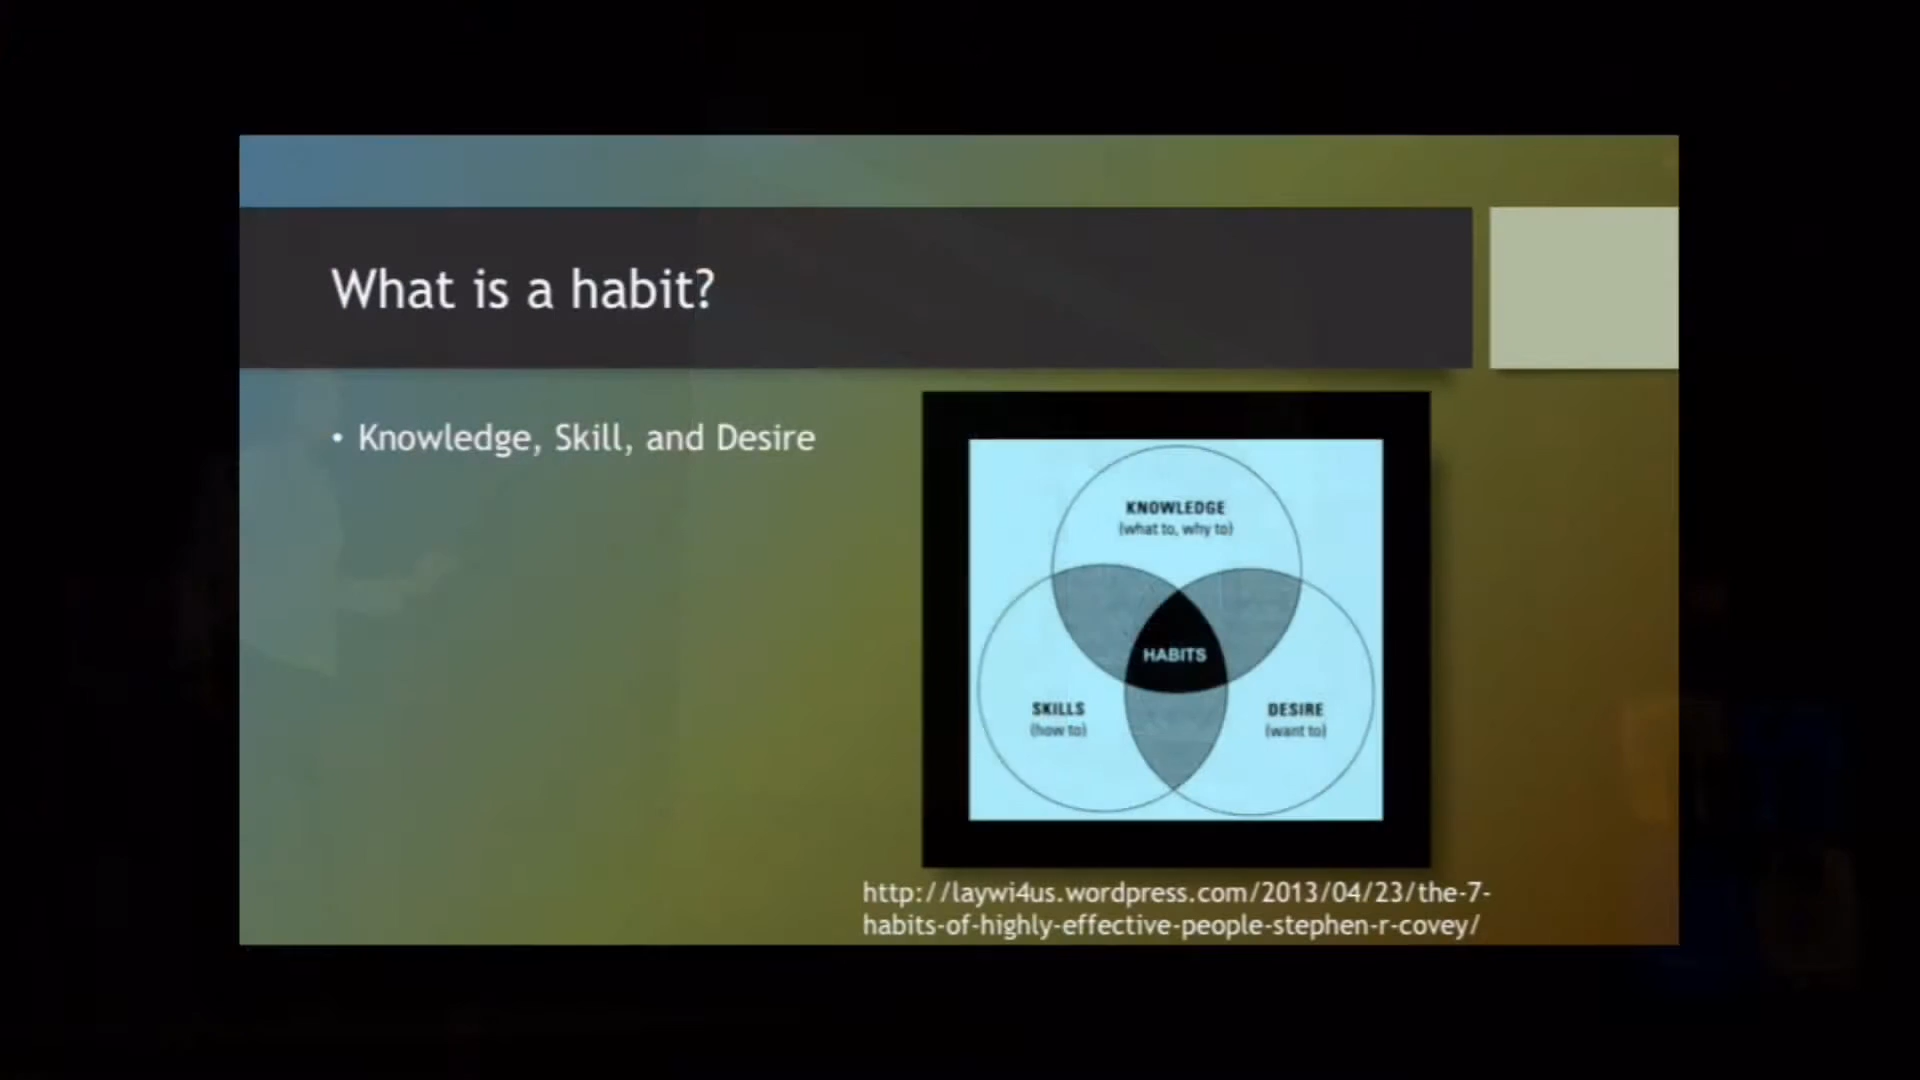 What is a habit?
• Knowledge, Skill, and Desire
KNOWLEDGE
(what to, why to)
HABITS
SKILLS
(how to)
DESIRE
(want to)
http://laywi4us.wordpress.com/2013/04/23/the-7-
habits-of-highly-effective-people-stephen-r-covey/